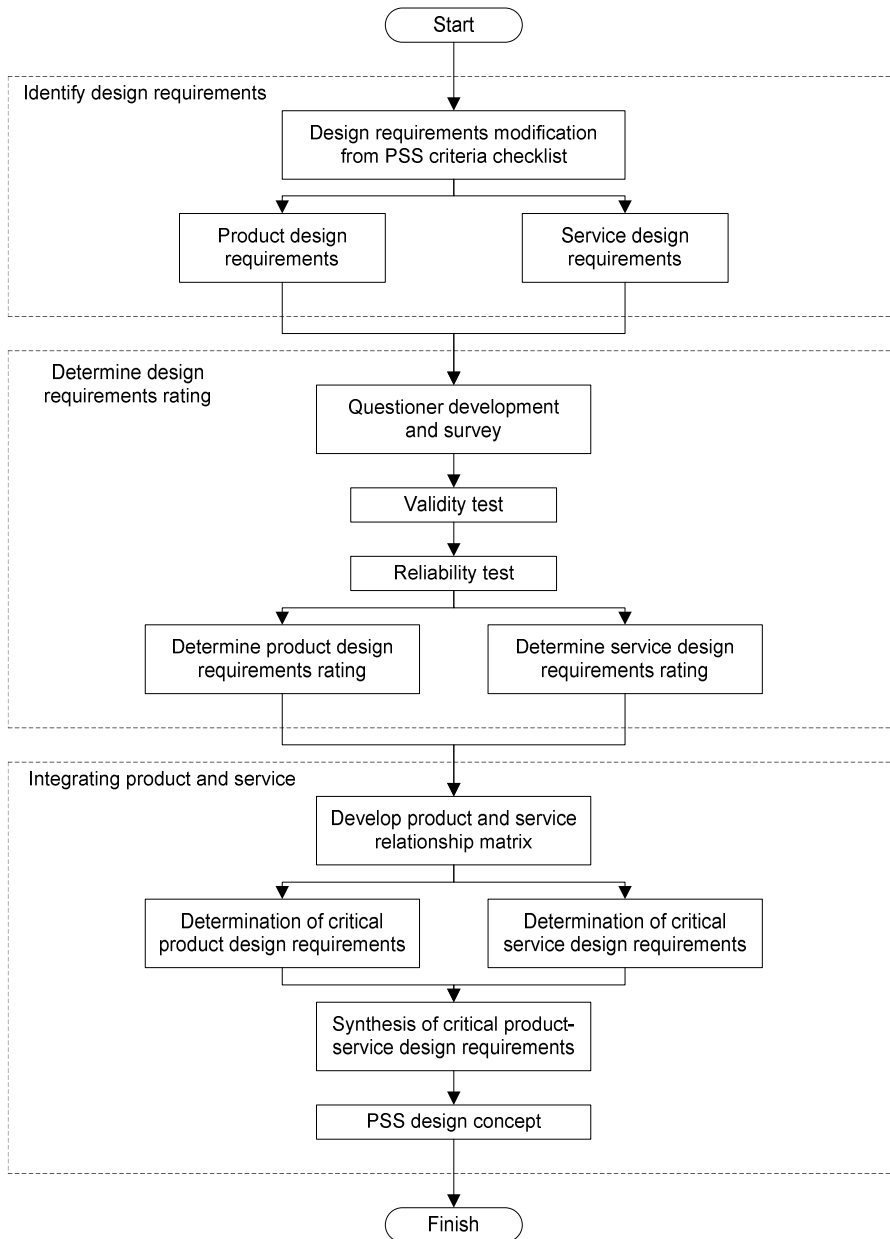 Start
Identify design requirements
Design requirements modification
from PSS criteria checklist
Product design
requirements
Service design
requirements
Determine design
requirements rating
Questioner development
and survey
Validity test
Reliability test
Determine product design
requirements rating
Determine service design
requirements rating
Integrating product and service
Develop product and service
relationship matrix
Determination of critical
product design requirements
Determination of critical
service design requirements
Synthesis of critical product-
service design requirements
PSS design concept
Finish